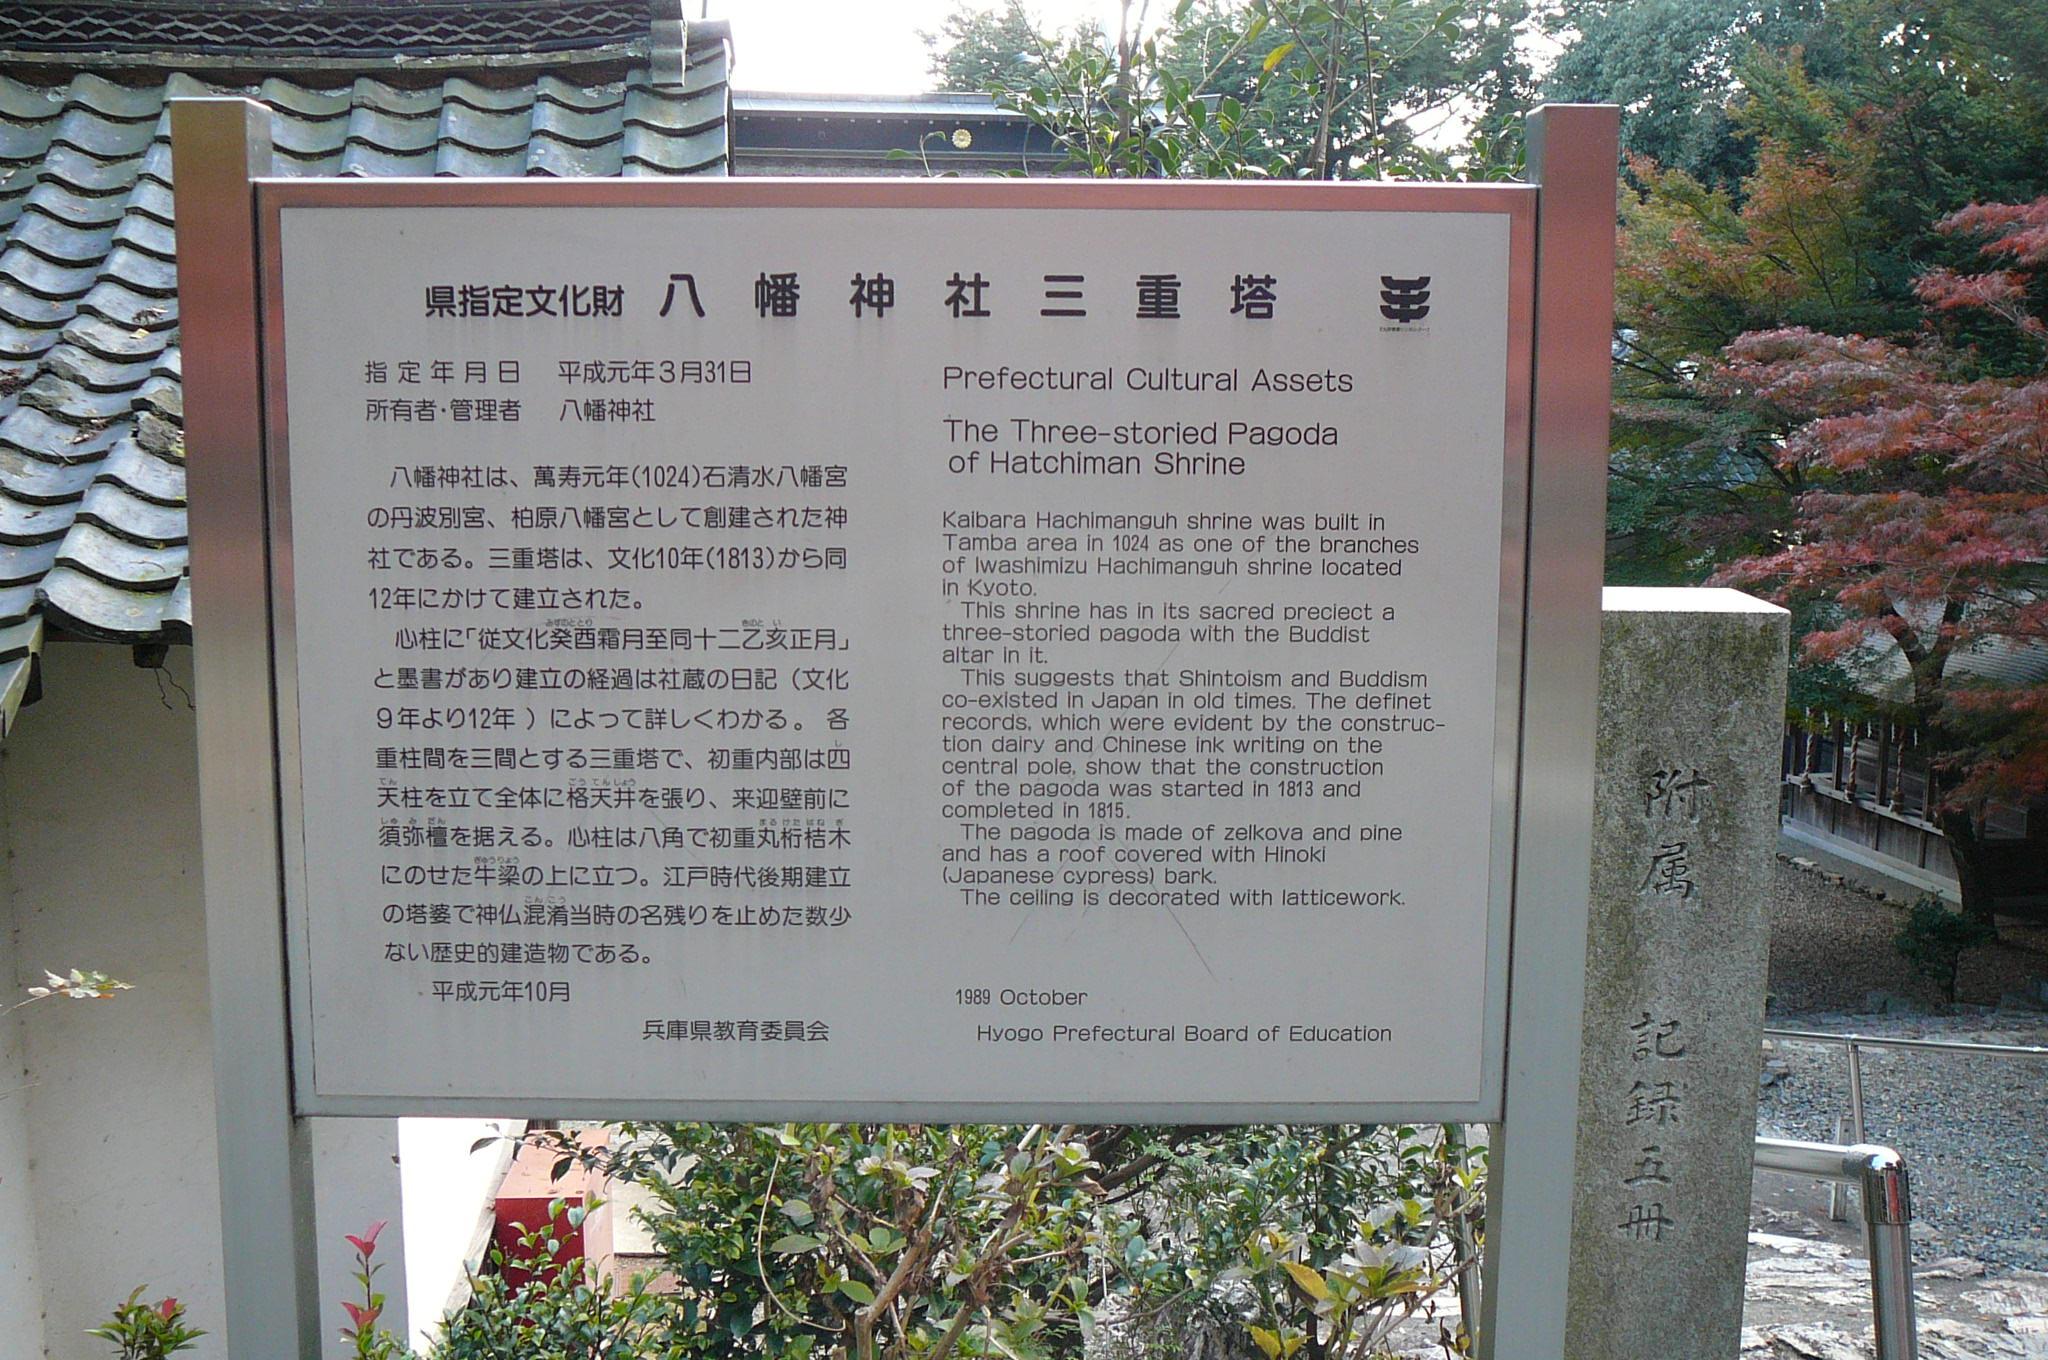 県指定文化財 八幡神社三重塔
指定年月日 平成元年3月31日
所有者・管理者 八幡神社
八幡神社は、萬寿元年(1024)石清水八幡宮
の丹波別宮、柏原八幡宮として創建された神
社である。三重塔は、文化10年(1813)から同
12年にかけて建立された。
心柱に「従文化癸酉霜月至同十二乙亥正月」
と墨書があり建立の経過は社蔵の日記(文化
9年より12年)によって詳しくわかる。各
重柱間を三間とする三重塔で、初重内部は四
天柱を立て全体に格天井を張り、来迎壁前に
須弥檀を据える。心柱は八角で初重丸桁桔木
にのせた牛梁の上に立つ。江戸時代後期建立
の塔婆で神仏混淆当時の名残りを止めた数少
ない歴史的建造物である。
平成元年10月
兵庫県教育委員会
Prefectural Cultural Assets
The Three-storied Pagoda
of Hatchiman Shrine
Kaibara Hachimanguh shrine was built in
Tamba area in 1024 as one of the branches
of Iwashimizu Hachimanguh shrine located
in Kyoto.
This shrine has in its sacred preciect a
three-storied pagoda with the Buddist
altar in it.
This suggests that Shintoism and Buddism
co-existed in Japan in old times. The definet
records, which were evident by the construc-
tion dairy and Chinese ink writing on the
central pole, show that the construction
of the pagoda was started in 1813 and
completed in 1815.
The pagoda is made of zelkova and pine
and has a roof covered with Hinoki
(Japanese cypress) bark.
The ceiling is decorated with latticework.
1989 October
Hyogo Prefectural Board of Education
附属 記録五冊